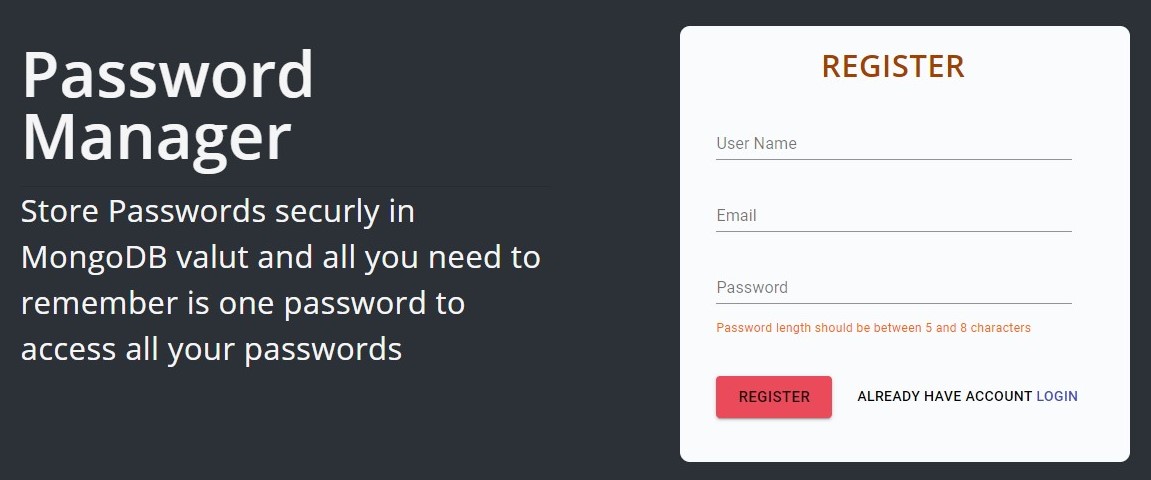 Password
Manager
Store Passwords securly in
MongoDB valut and all you need to
remember is one password to
access all your passwords
REGISTER
User Name
Email
Password
Password length should be between 5 and 8 characters
REGISTER
ALREADY HAVE ACCOUNT LOGIN